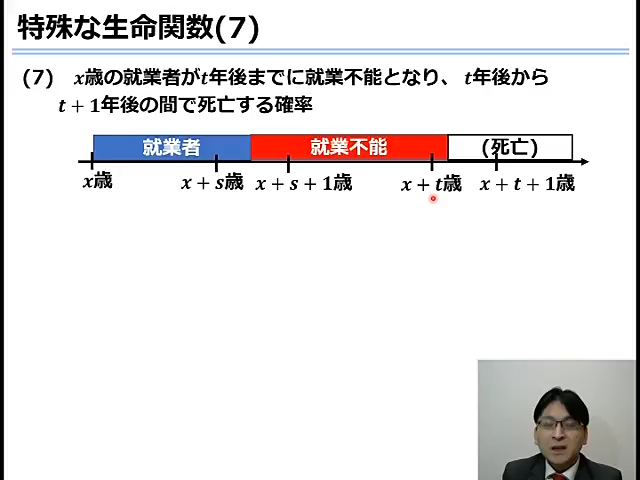 特殊な生命関数(7)
(7) x歳の就業者がt年後までに就業不能となり、t年後から
t + 1年後の間で死亡する確率
就業者 就業不能 (死亡)
x歳 x + s歳 x + s + 1歳 x + t歳 x + t + 1歳